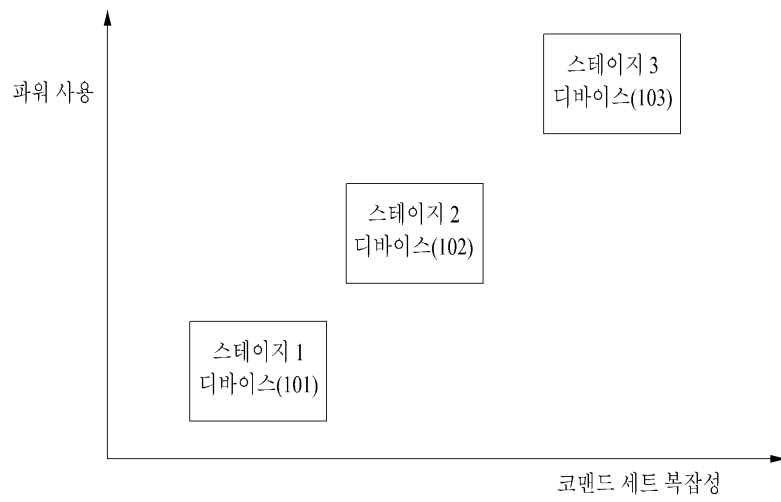 파워 사용
스테이지 3
디바이스(103)
스테이지 2
디바이스(102)
스테이지 1
디바이스(101)
코맨드 세트 복잡성